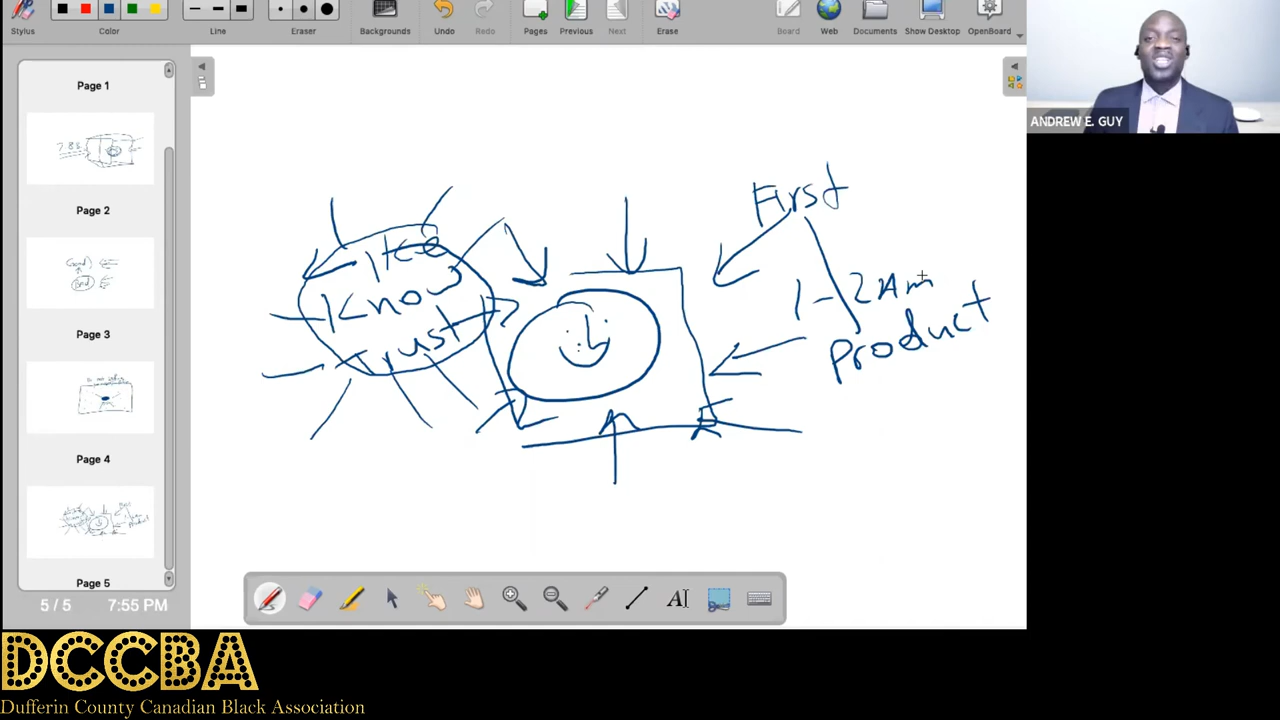 Stylus
Color
Line
Eraser
Backgrounds
Undo
Redo
Pages
Previous
Next
Erase
Board
Web
Documents
Show Desktop
OpenBoard
Page 1
Page 2
Page 3
Page 4
Page 5
5 / 5
7:55 PM
like
Know
Trust
First
1-2 Am
product
ANDREW E. GUY
DCCBA
Dufferin County Canadian Black Association